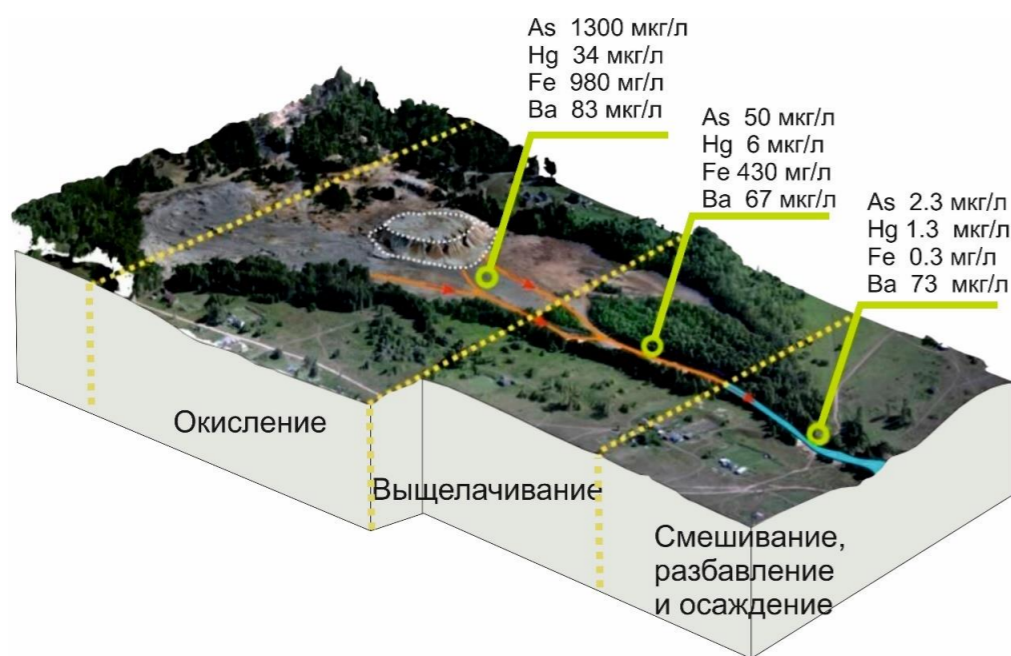 As 1300 мкг/л
Hg 34 мкг/л
Fe 980 мг/л
Ba 83 мкг/л
As 50 мкг/л
Hg 6 мкг/л
Fe 430 мг/л
Ba 67 мкг/л
As 2.3 мкг/л
Hg 1.3 мкг/л
Fe 0.3 мг/л
Ba 73 мкг/л
Окисление
Выщелачивание
Смешивание,
разбавление
и осаждение